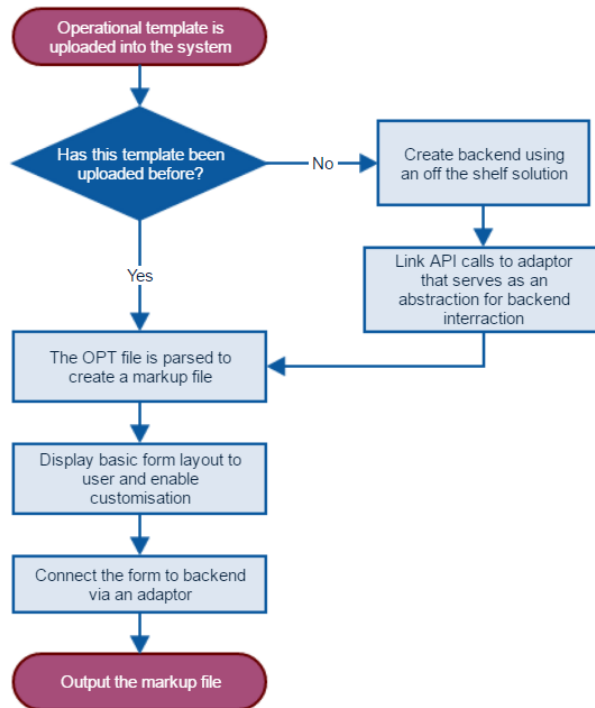 Operational template is
uploaded into the system
Has this template been
uploaded before?
No
Create backend using
an off the shelf solution
Link API calls to adaptor
that serves as an
abstraction for backend
interraction
Yes
The OPT file is parsed to
create a markup file
Display basic form layout to
user and enable
customisation
Connect the form to backend
via an adaptor
Output the markup file